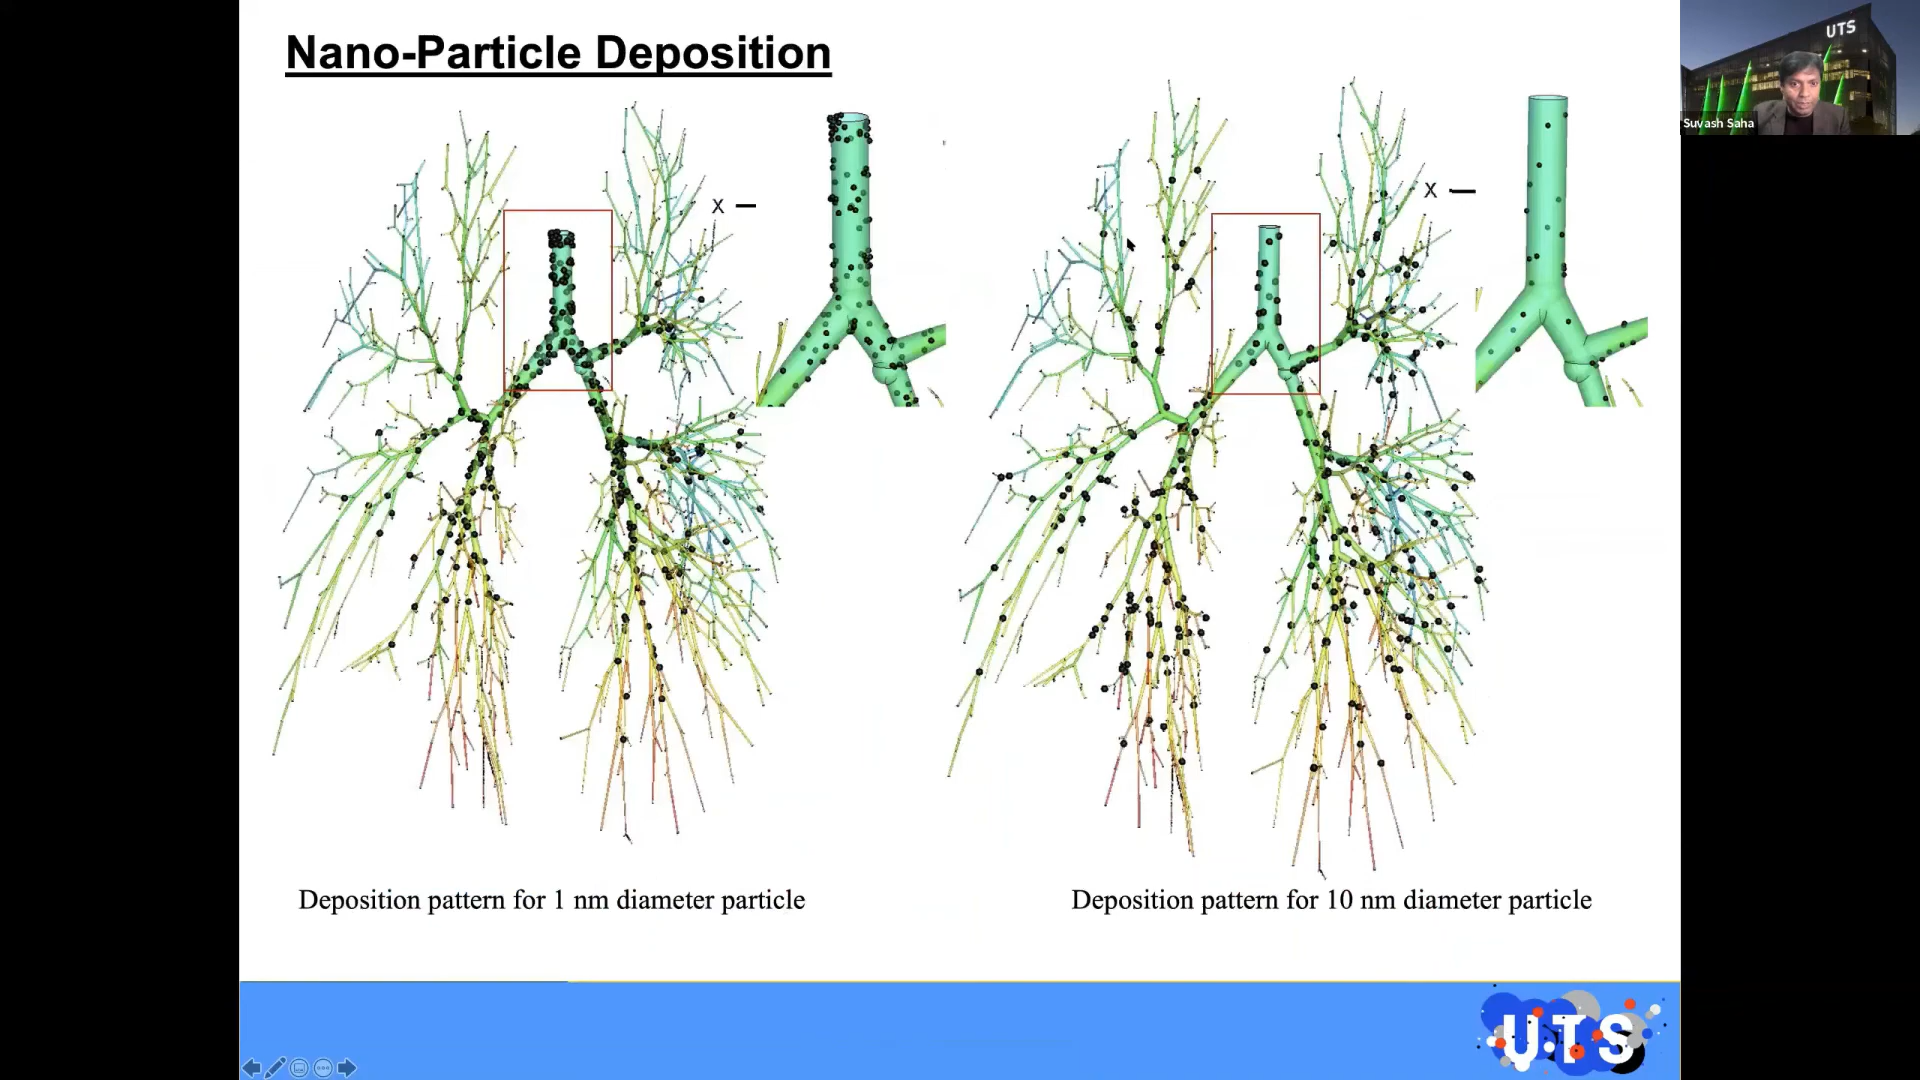 Nano-Particle Deposition
UTS
Suvash Saha
X
X
Deposition pattern for 1 nm diameter particle
Deposition pattern for 10 nm diameter particle
UTS